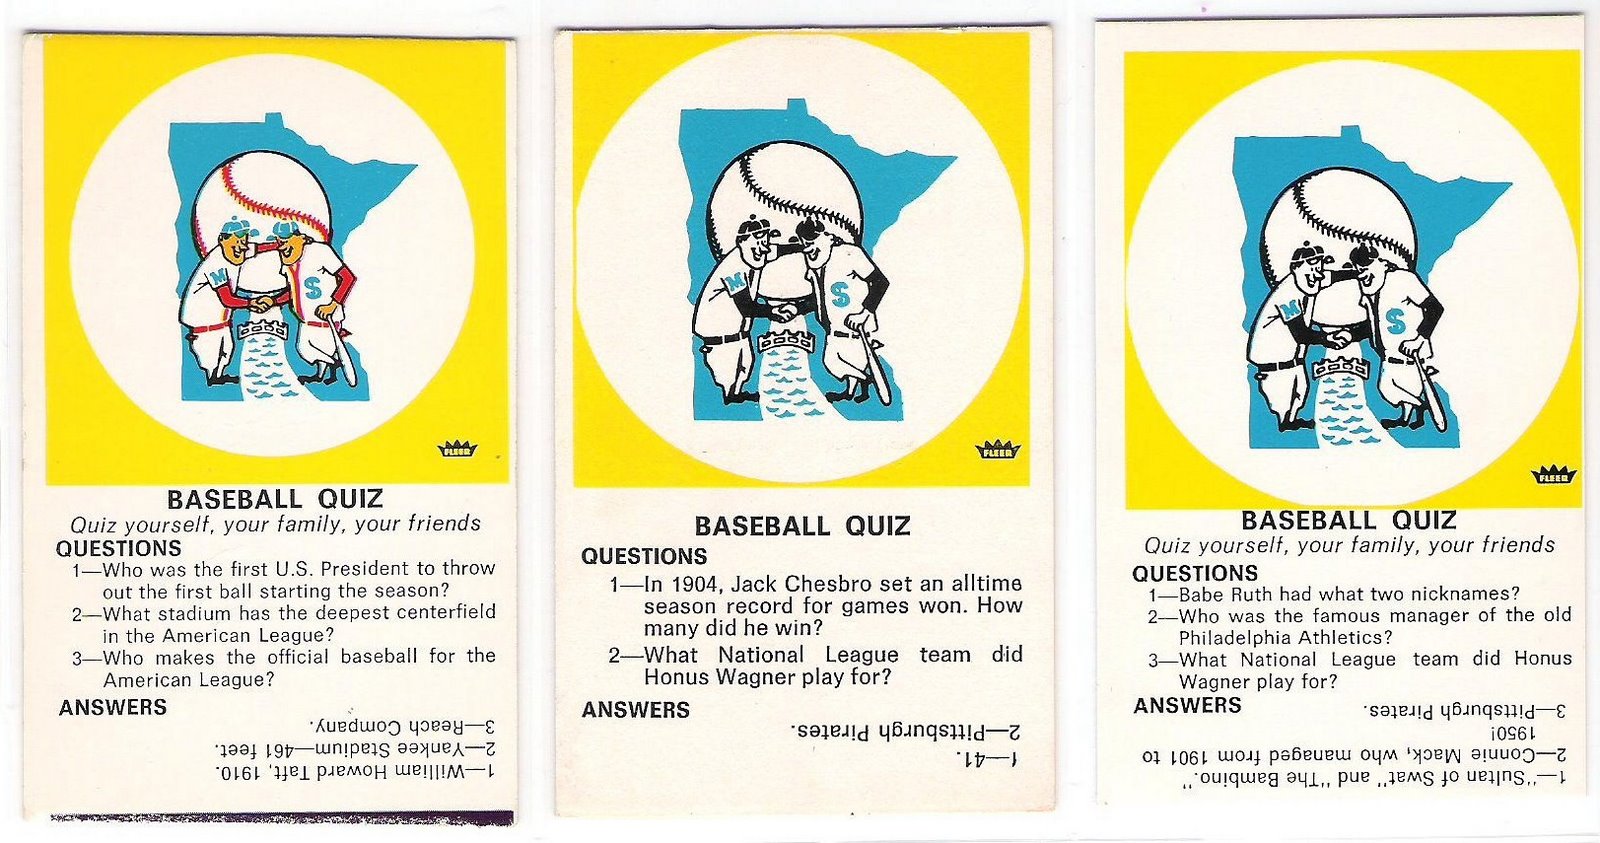 M
S
FLEER
BASEBALL QUIZ
Quiz yourself, your family, your friends
QUESTIONS
1—Who was the first U.S. President to throw
out the first ball starting the season?
2—What stadium has the deepest centerfield
in the American League?
3—Who makes the official baseball for the
American League?
ANSWERS
1—William Howard Taft, 1910.
2—Yankee Stadium—461 feet.
3—Reach Company.
M
S
FLEER
BASEBALL QUIZ
QUESTIONS
1—In 1904, Jack Chesbro set an alltime
season record for games won. How
many did he win?
2—What National League team did
Honus Wagner play for?
ANSWERS
1—41.
2—Pittsburgh Pirates.
M
S
FLEER
BASEBALL QUIZ
Quiz yourself, your family, your friends
QUESTIONS
1—Babe Ruth had what two nicknames?
2—Who was the famous manager of the old
Philadelphia Athletics?
3—What National League team did Honus
Wagner play for?
ANSWERS
1—"Sultan of Swat" and "The Bambino."
2—Connie Mack, who managed from 1901 to
1950!
3—Pittsburgh Pirates.